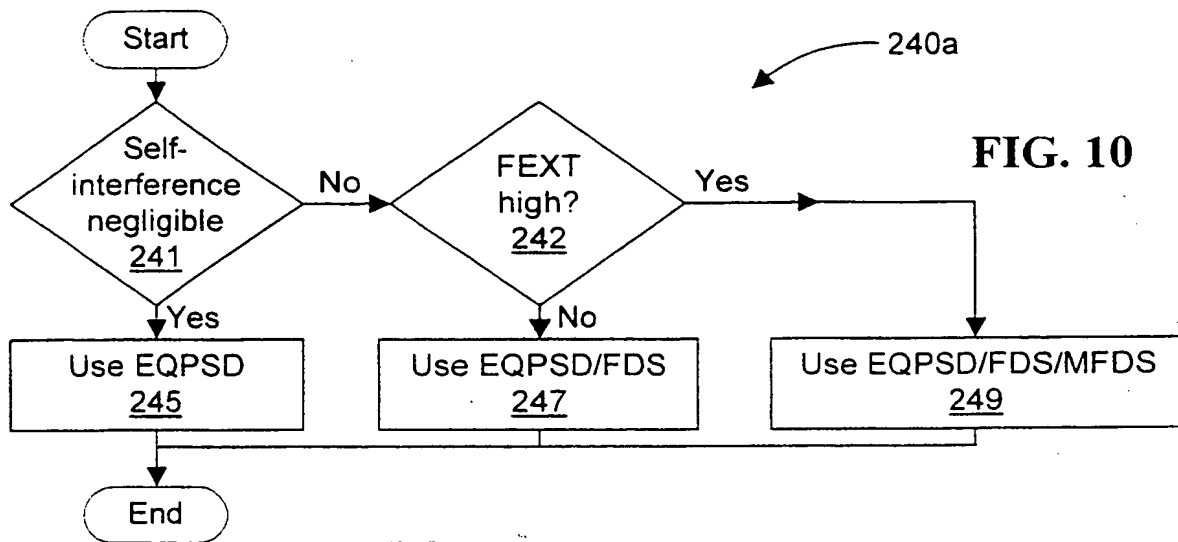 Start
240a
FIG. 10
Self-
interference
negligible
241
No
FEXT
high?
242
Yes
Yes
No
Use EQPSD
245
Use EQPSD/FDS
247
Use EQPSD/FDS/MFDS
249
End